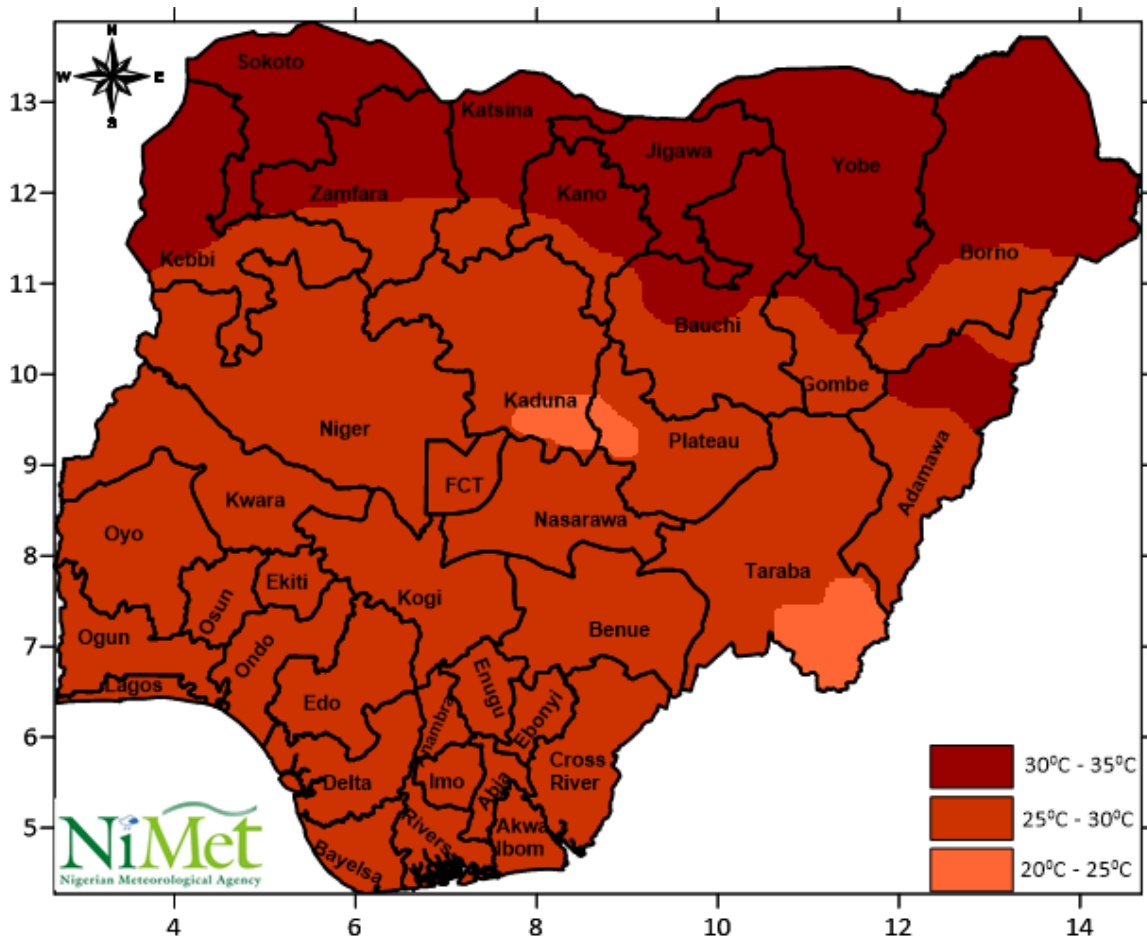 N
W E
S
Sokoto
Katsina
13
Jigawa
Yobe
Zamfara
Kano
12
Kebbi
Borno
11
Bauchi
Gombe
10
Kaduna
Niger
Plateau
9
FCT
Adamawa
Kwara
Nasarawa
Oyo
8
Taraba
Ekiti
Kogi
Osun
Benue
Ogun
7
Ondo
Enugu
Lagos
Edo
nambra
Ebonyi
6
Cross
River
Delta
Imo
Abia
Rivers
Akwa
Ibom
5
Bayelsa
30⁰C - 35⁰C
25⁰C - 30⁰C
20⁰C - 25⁰C
NiMet
Nigerian Meteorological Agency
4 6 8 10 12 14